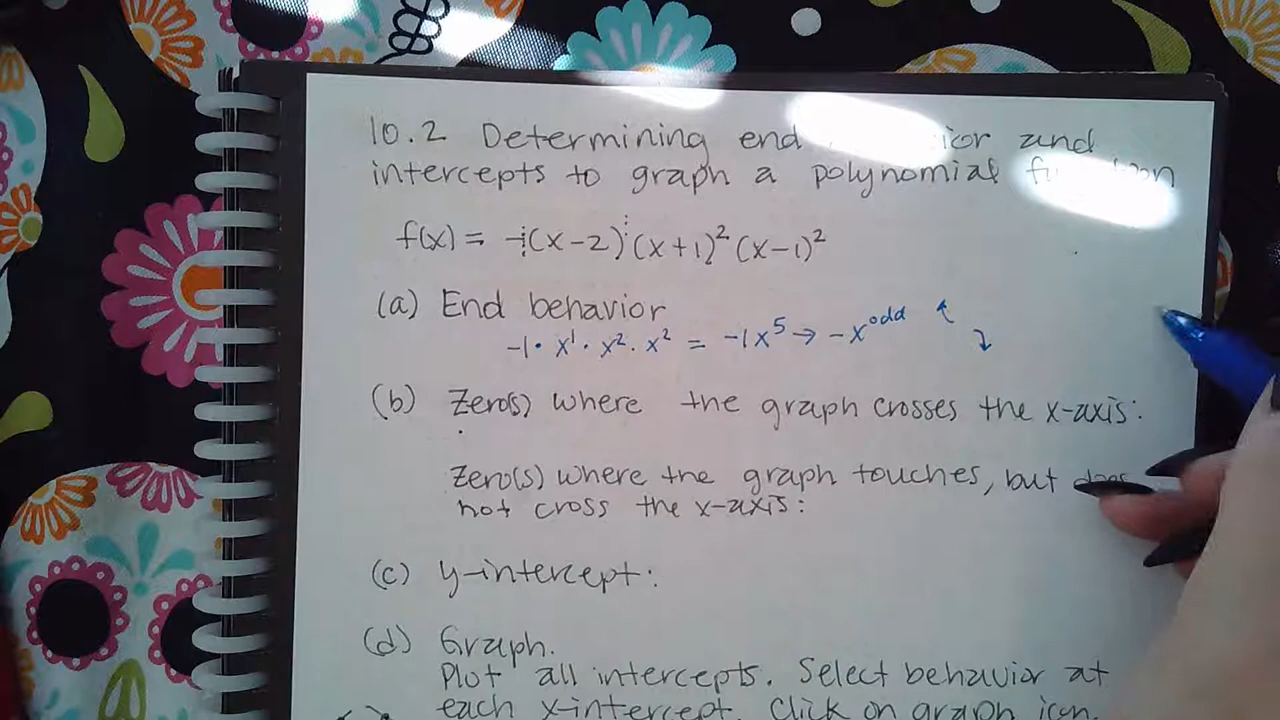 10.2 Determining end and
intercepts to graph a polynomial
f(x) = -1(x-2)¹(x+1)²(x-1)²
(a) End behavior
-1· x¹· x²· x² = -1x⁵ → -x^odd ↖ ↘
(b) Zero(s) where the graph crosses the x-axis:
Zero(s) where the graph touches, but does
not cross the x-axis:
(c) y-intercept:
(d) Graph.
Plot all intercepts. Select behavior at
each x-intercept. Click on graph icon.